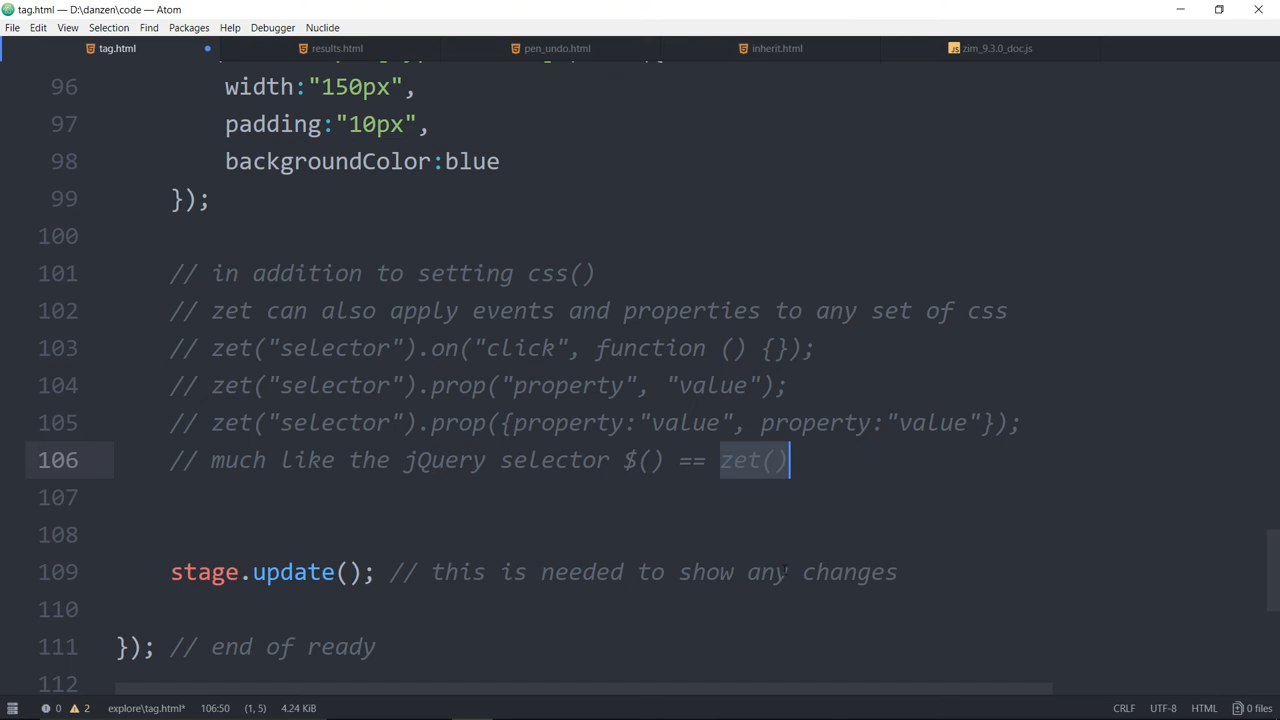 tag.html — D:\danzen\code — Atom
File Edit View Selection Find Packages Help Debugger Nuclide
tag.html results.html pen_undo.html inherit.html zim_9.3.0_doc.js
96 width:"150px",
97 padding:"10px",
98 backgroundColor:blue
99 });
100
101 // in addition to setting css()
102 // zet can also apply events and properties to any set of css
103 // zet("selector").on("click", function () {});
104 // zet("selector").prop("property", "value");
105 // zet("selector").prop({property:"value", property:"value"});
106 // much like the jQuery selector $() == zet()
107
108
109 stage.update(); // this is needed to show any changes
110
111 }); // end of ready
112
0 2 explore\tag.html* 106:50 (1, 5) 4.24 KiB CRLF UTF-8 HTML 0 files